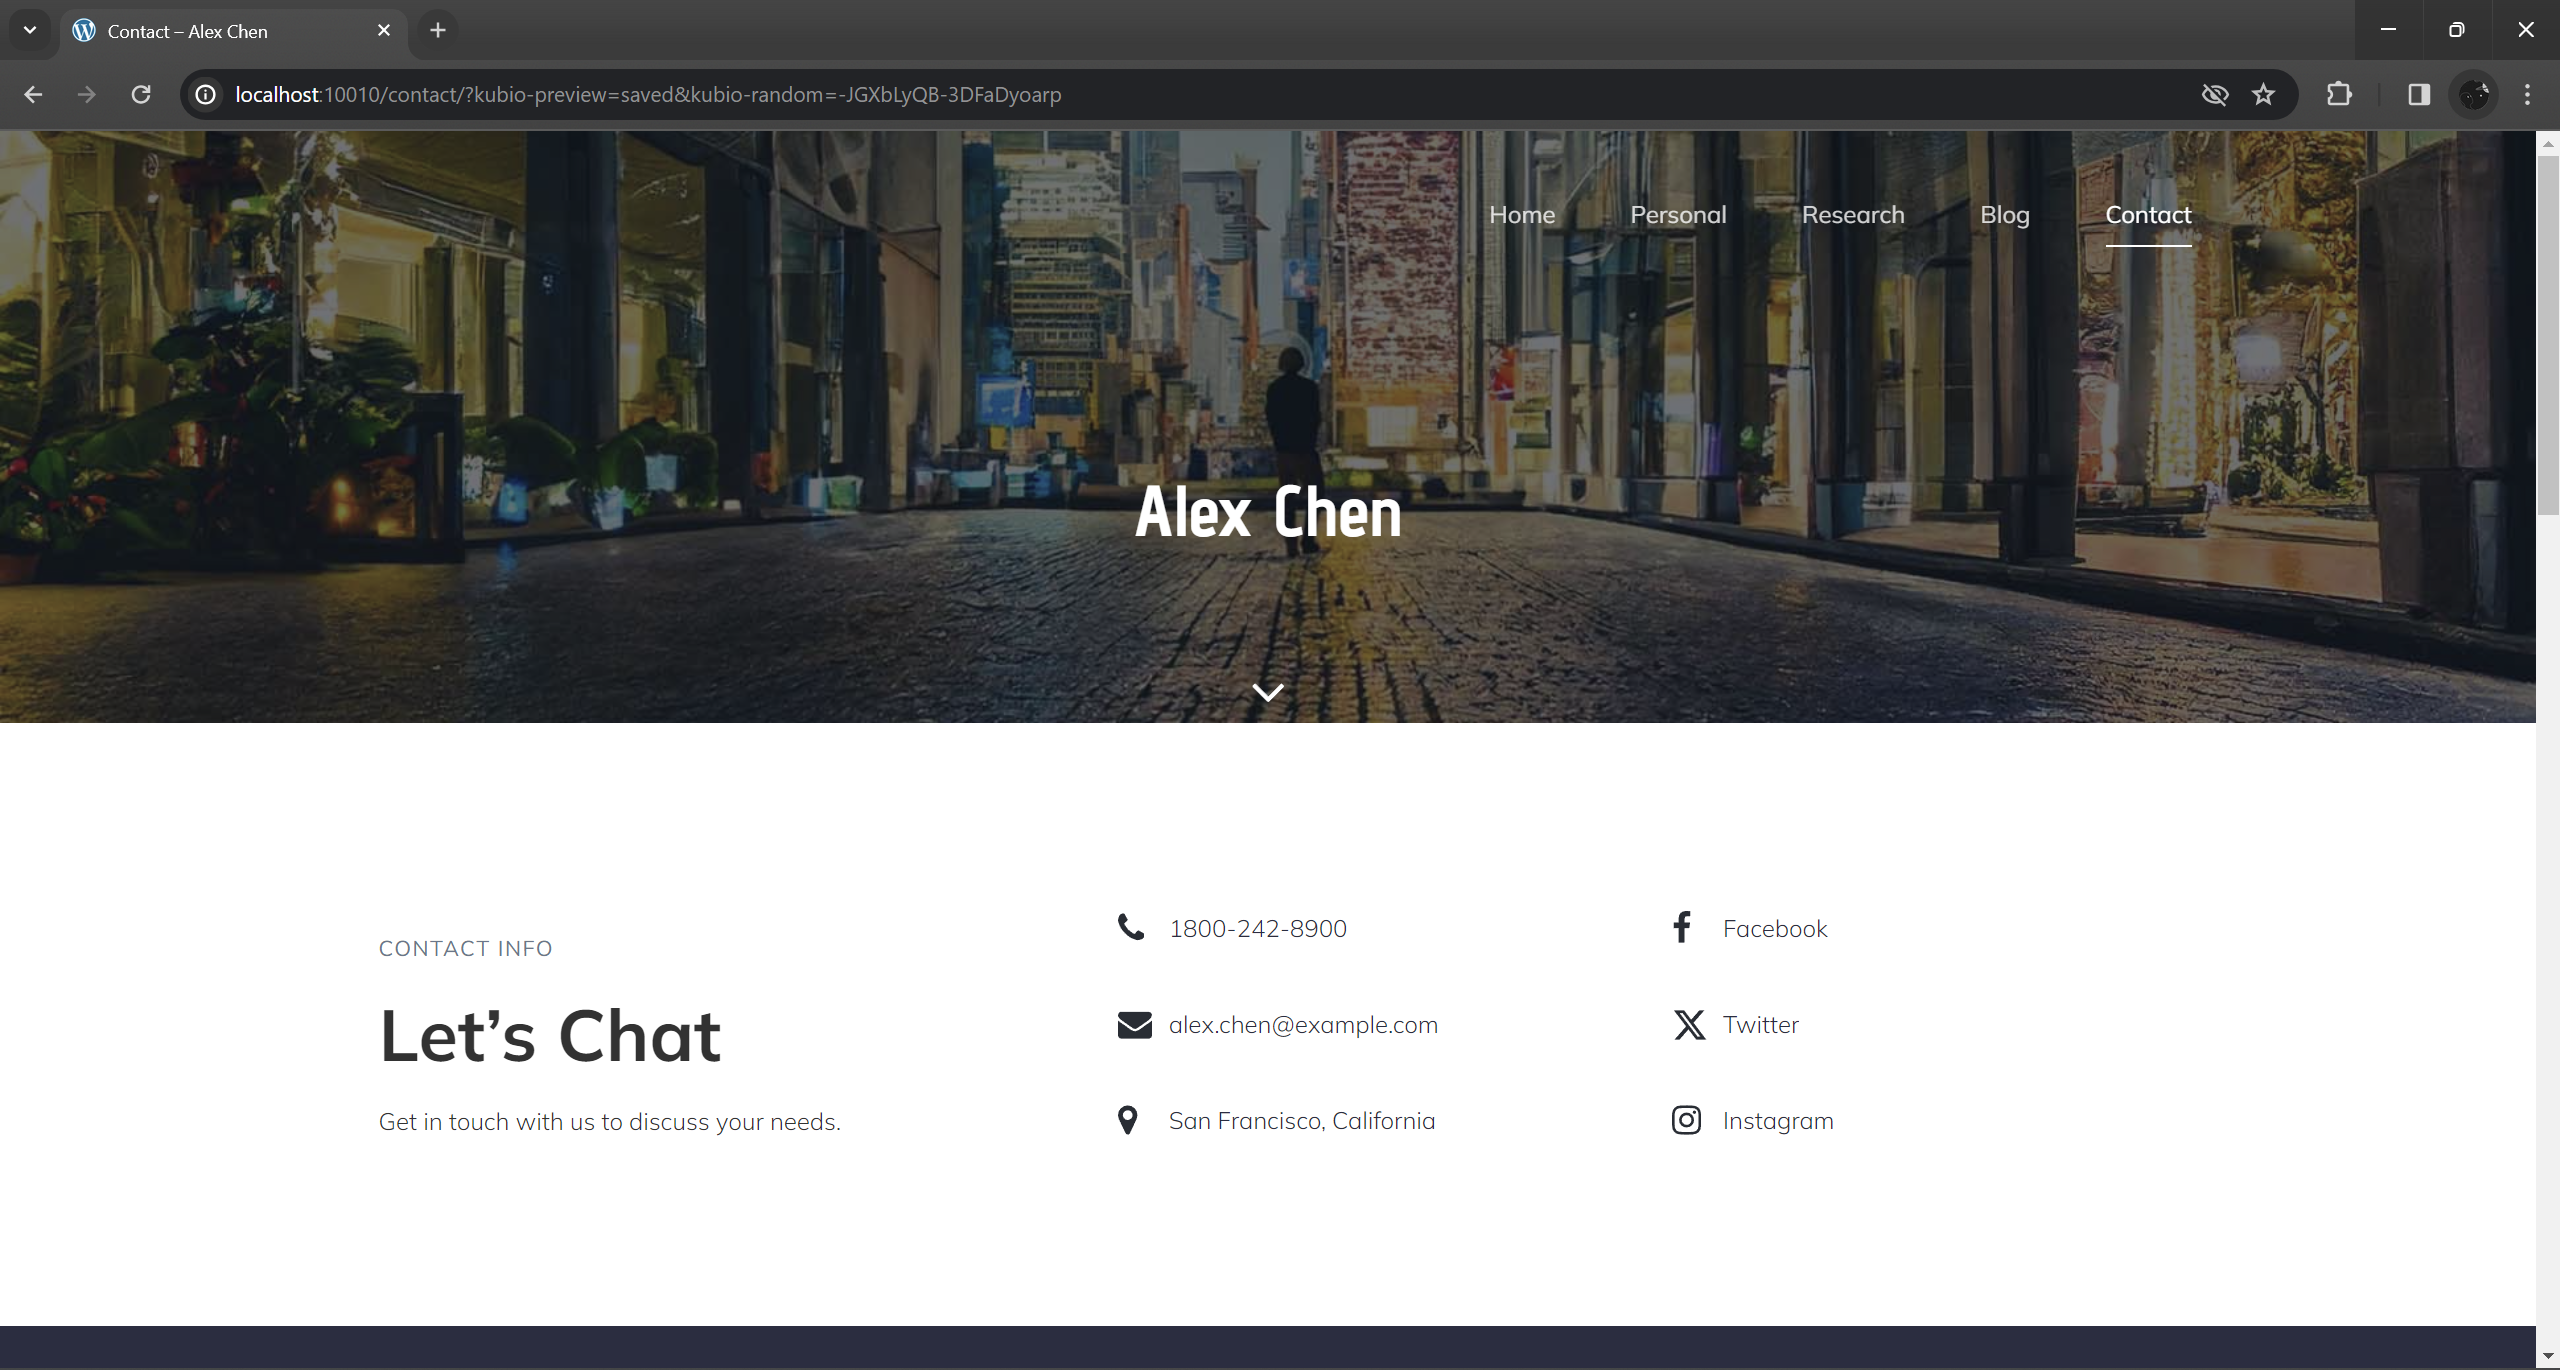 Contact – Alex Chen
localhost:10010/contact/?kubio-preview=saved&kubio-random=-JGXbLyQB-3DFaDyoarp
Home Personal Research Blog Contact
Alex Chen
CONTACT INFO
Let’s Chat
Get in touch with us to discuss your needs.
1800-242-8900
alex.chen@example.com
San Francisco, California
Facebook
Twitter
Instagram